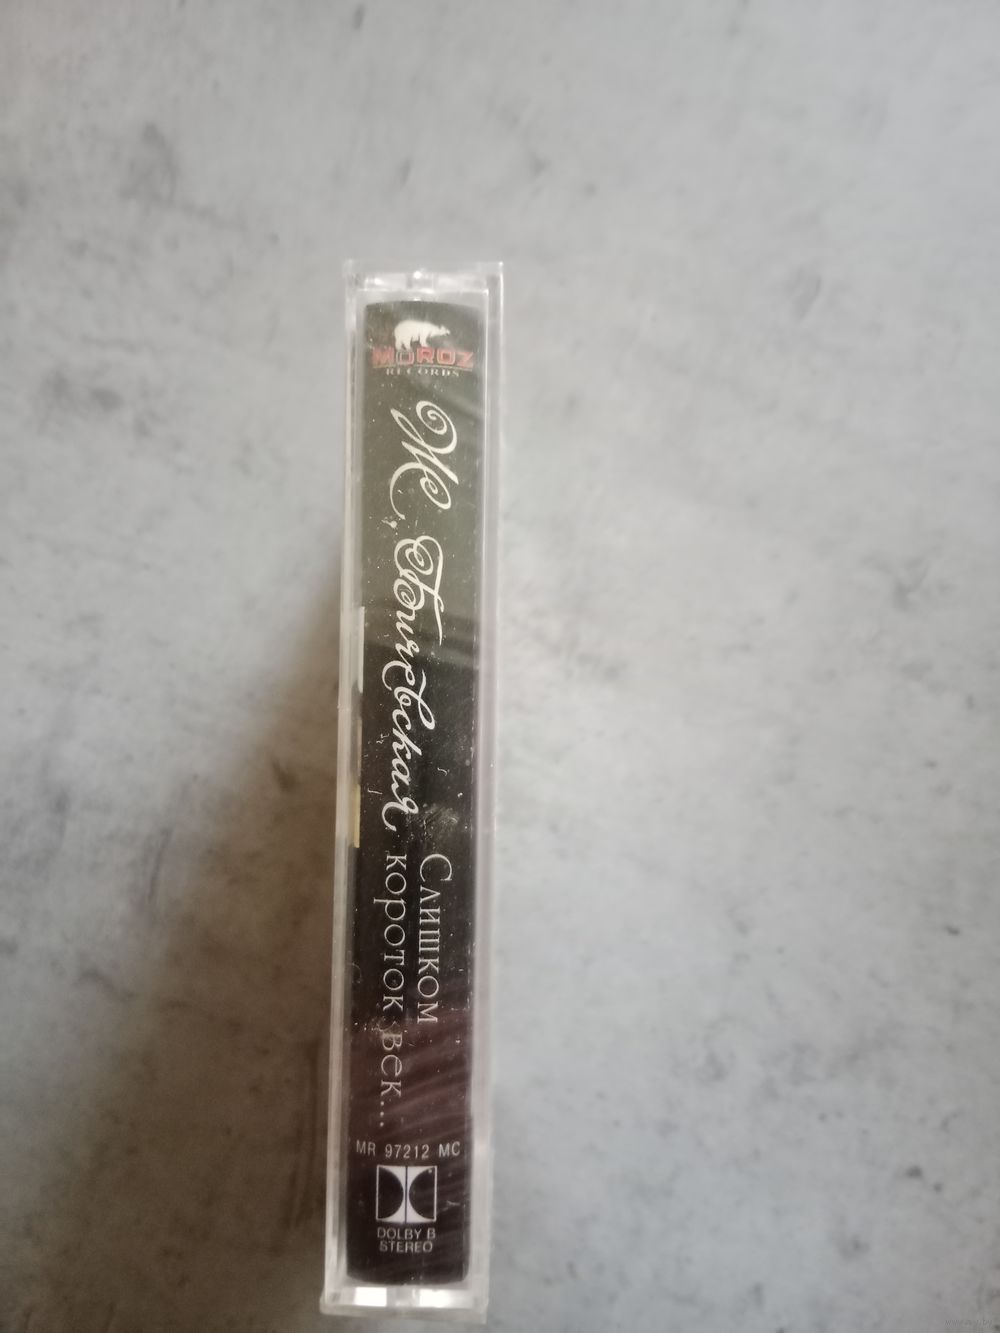 MOROZ
RECORDS
Ж. Бичевская
Слишком
короток век...
MR 97212 MC
DOLBY B
STEREO